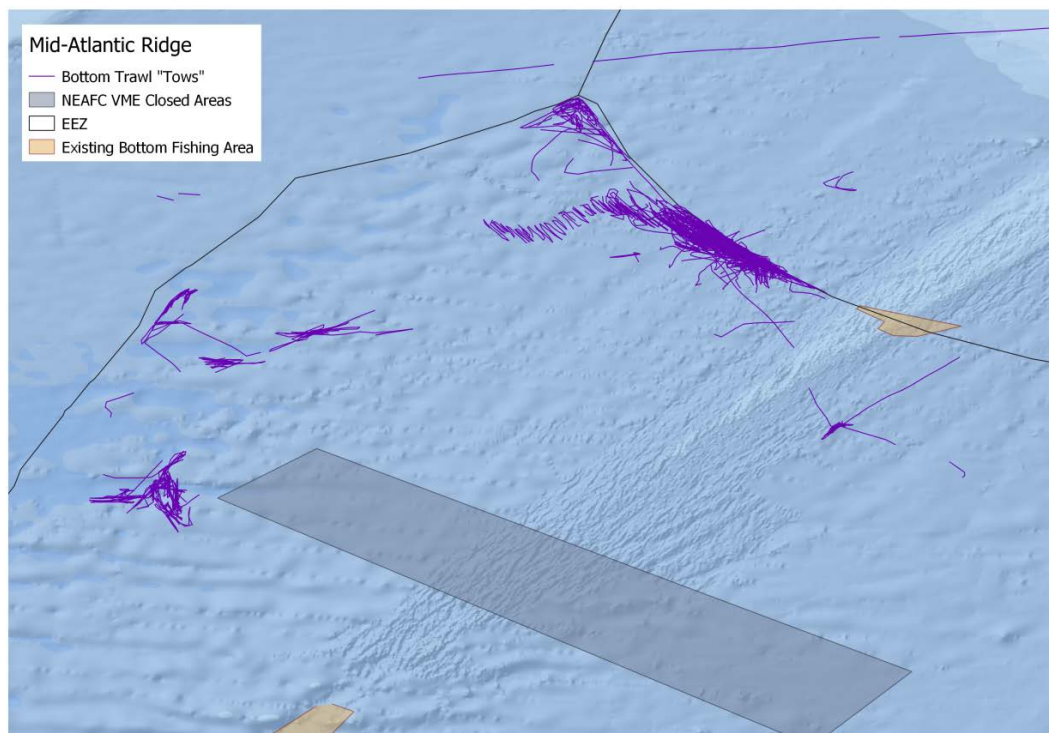 Mid-Atlantic Ridge
Bottom Trawl "Tows"
NEAFC VME Closed Areas
EEZ
Existing Bottom Fishing Area